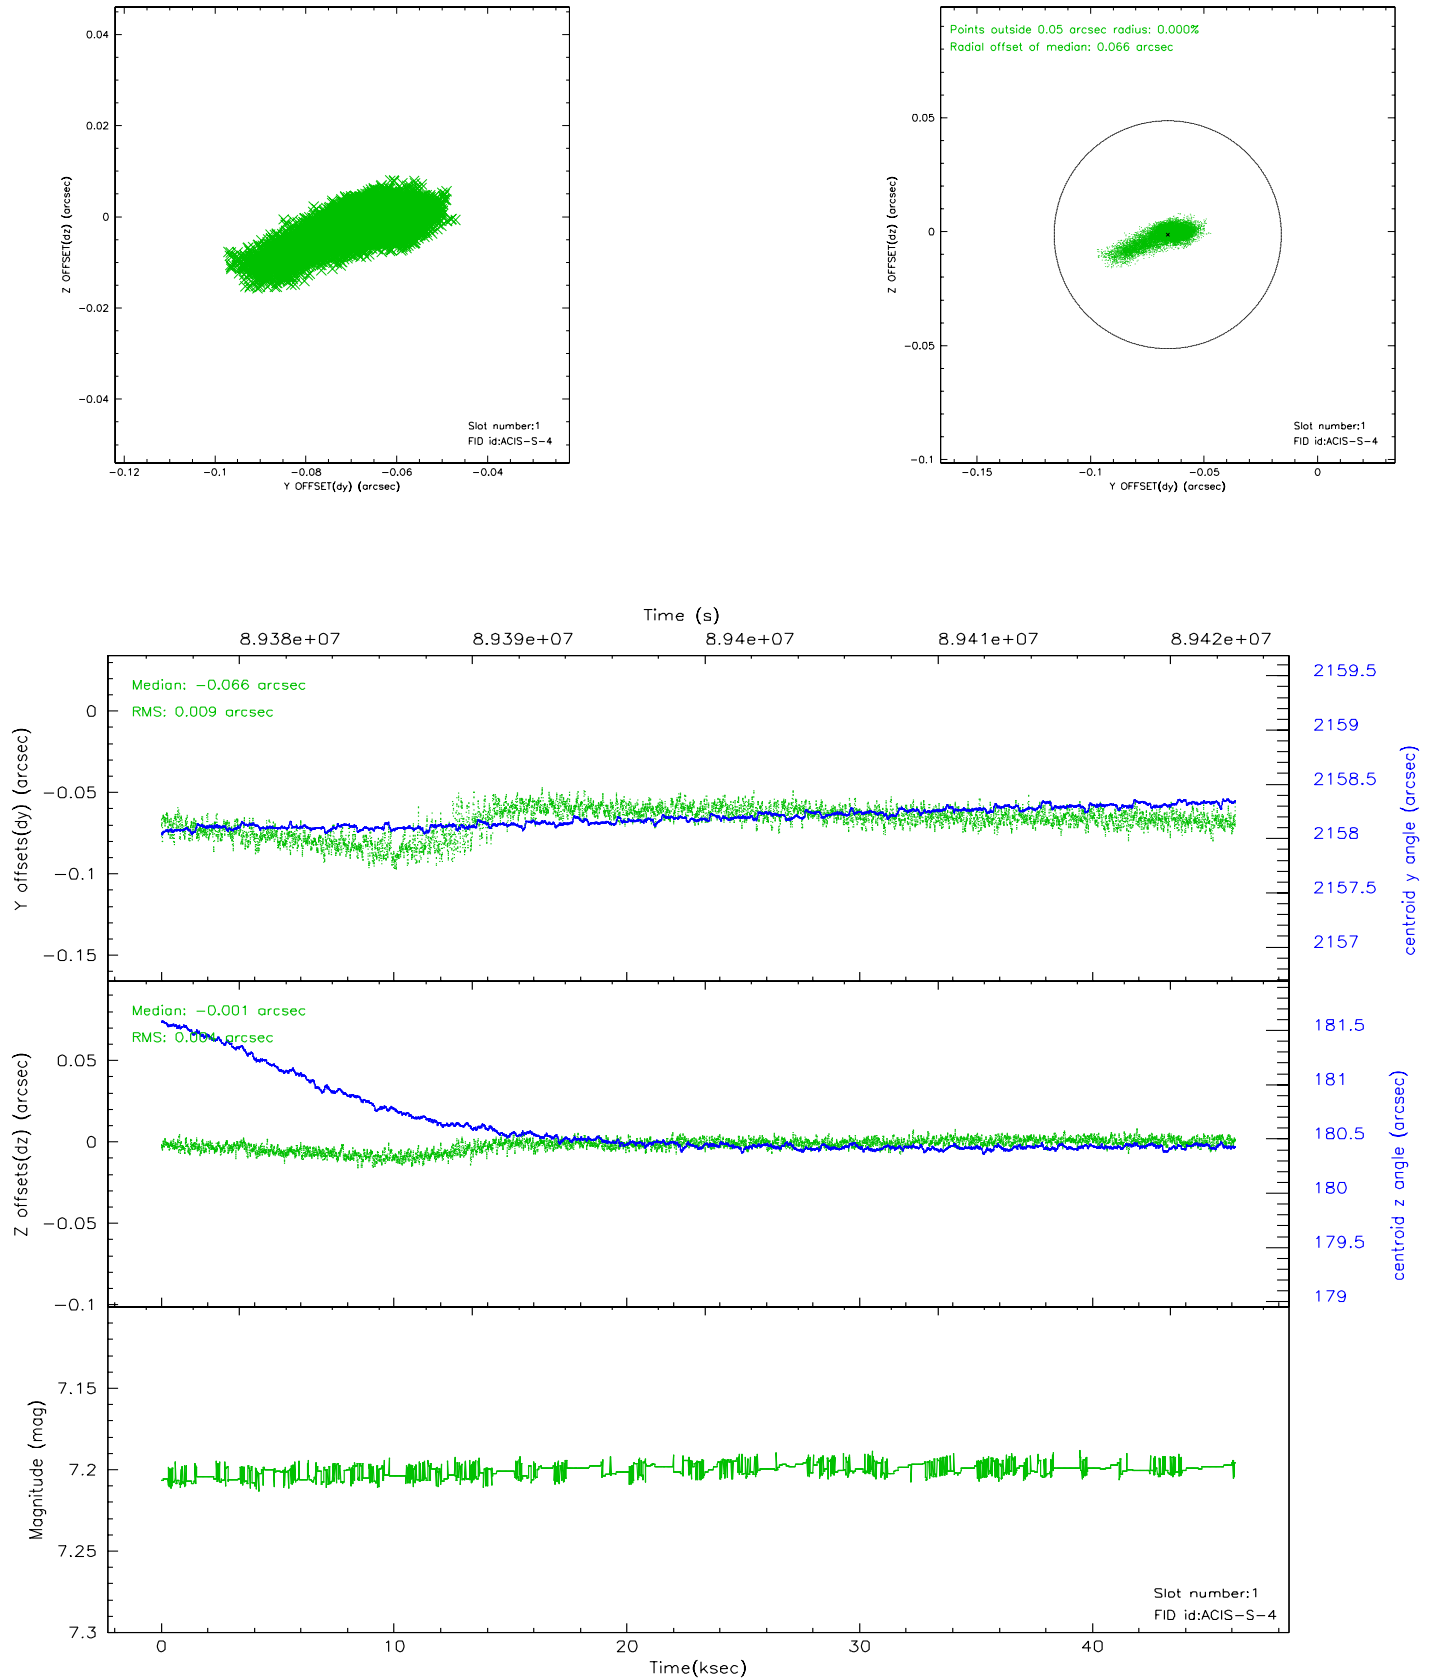 0.04
0.02
0
−0.02
−0.04
Z OFFSET(dz) (arcsec)
Slot number:1
FID id:ACIS−S−4
−0.12 −0.1 −0.08 −0.06 −0.04
Y OFFSET(dy) (arcsec)
Points outside 0.05 arcsec radius: 0.000%
Radial offset of median: 0.066 arcsec
0.05
0
−0.05
−0.1
Z OFFSET(dz) (arcsec)
Slot number:1
FID id:ACIS−S−4
−0.15 −0.1 −0.05 0
Y OFFSET(dy) (arcsec)
Time (s)
8.938e+07 8.939e+07 8.94e+07 8.941e+07 8.942e+07
Median: −0.066 arcsec
RMS: 0.009 arcsec
0
−0.05
−0.1
−0.15
Y offsets(dy) (arcsec)
2159.5
2159
2158.5
2158
2157.5
2157
centroid y angle (arcsec)
Median: −0.001 arcsec
RMS: 0.004 arcsec
0.05
0
−0.05
−0.1
Z offsets(dz) (arcsec)
181.5
181
180.5
180
179.5
179
centroid z angle (arcsec)
7.15
7.2
7.25
7.3
Magnitude (mag)
Slot number:1
FID id:ACIS−S−4
0 10 20 30 40
Time(ksec)